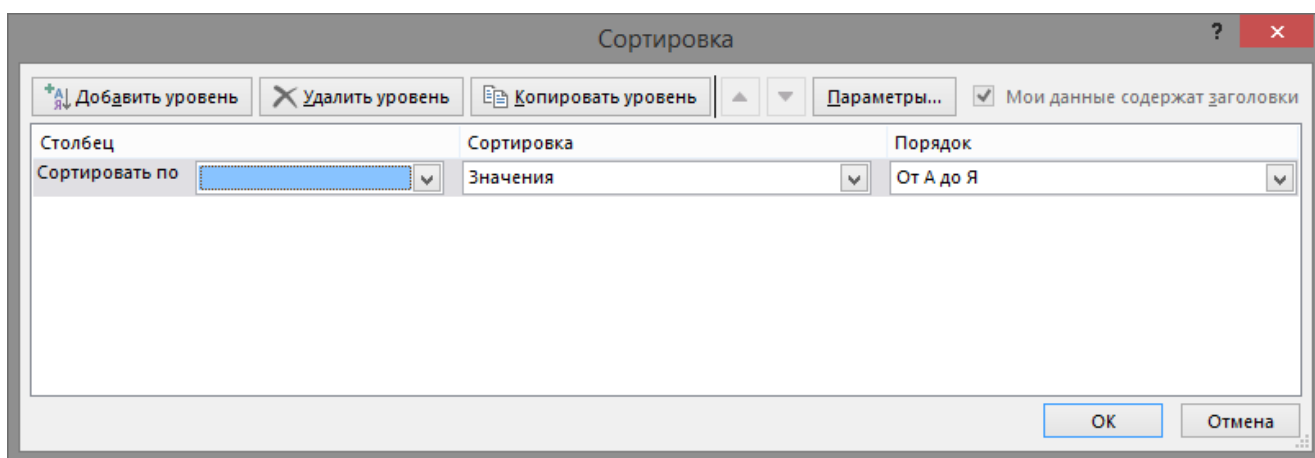 Сортировка ?
Добавить уровень Удалить уровень Копировать уровень Параметры... Мои данные содержат заголовки
Столбец Сортировка Порядок
Сортировать по Значения От А до Я
ОК Отмена